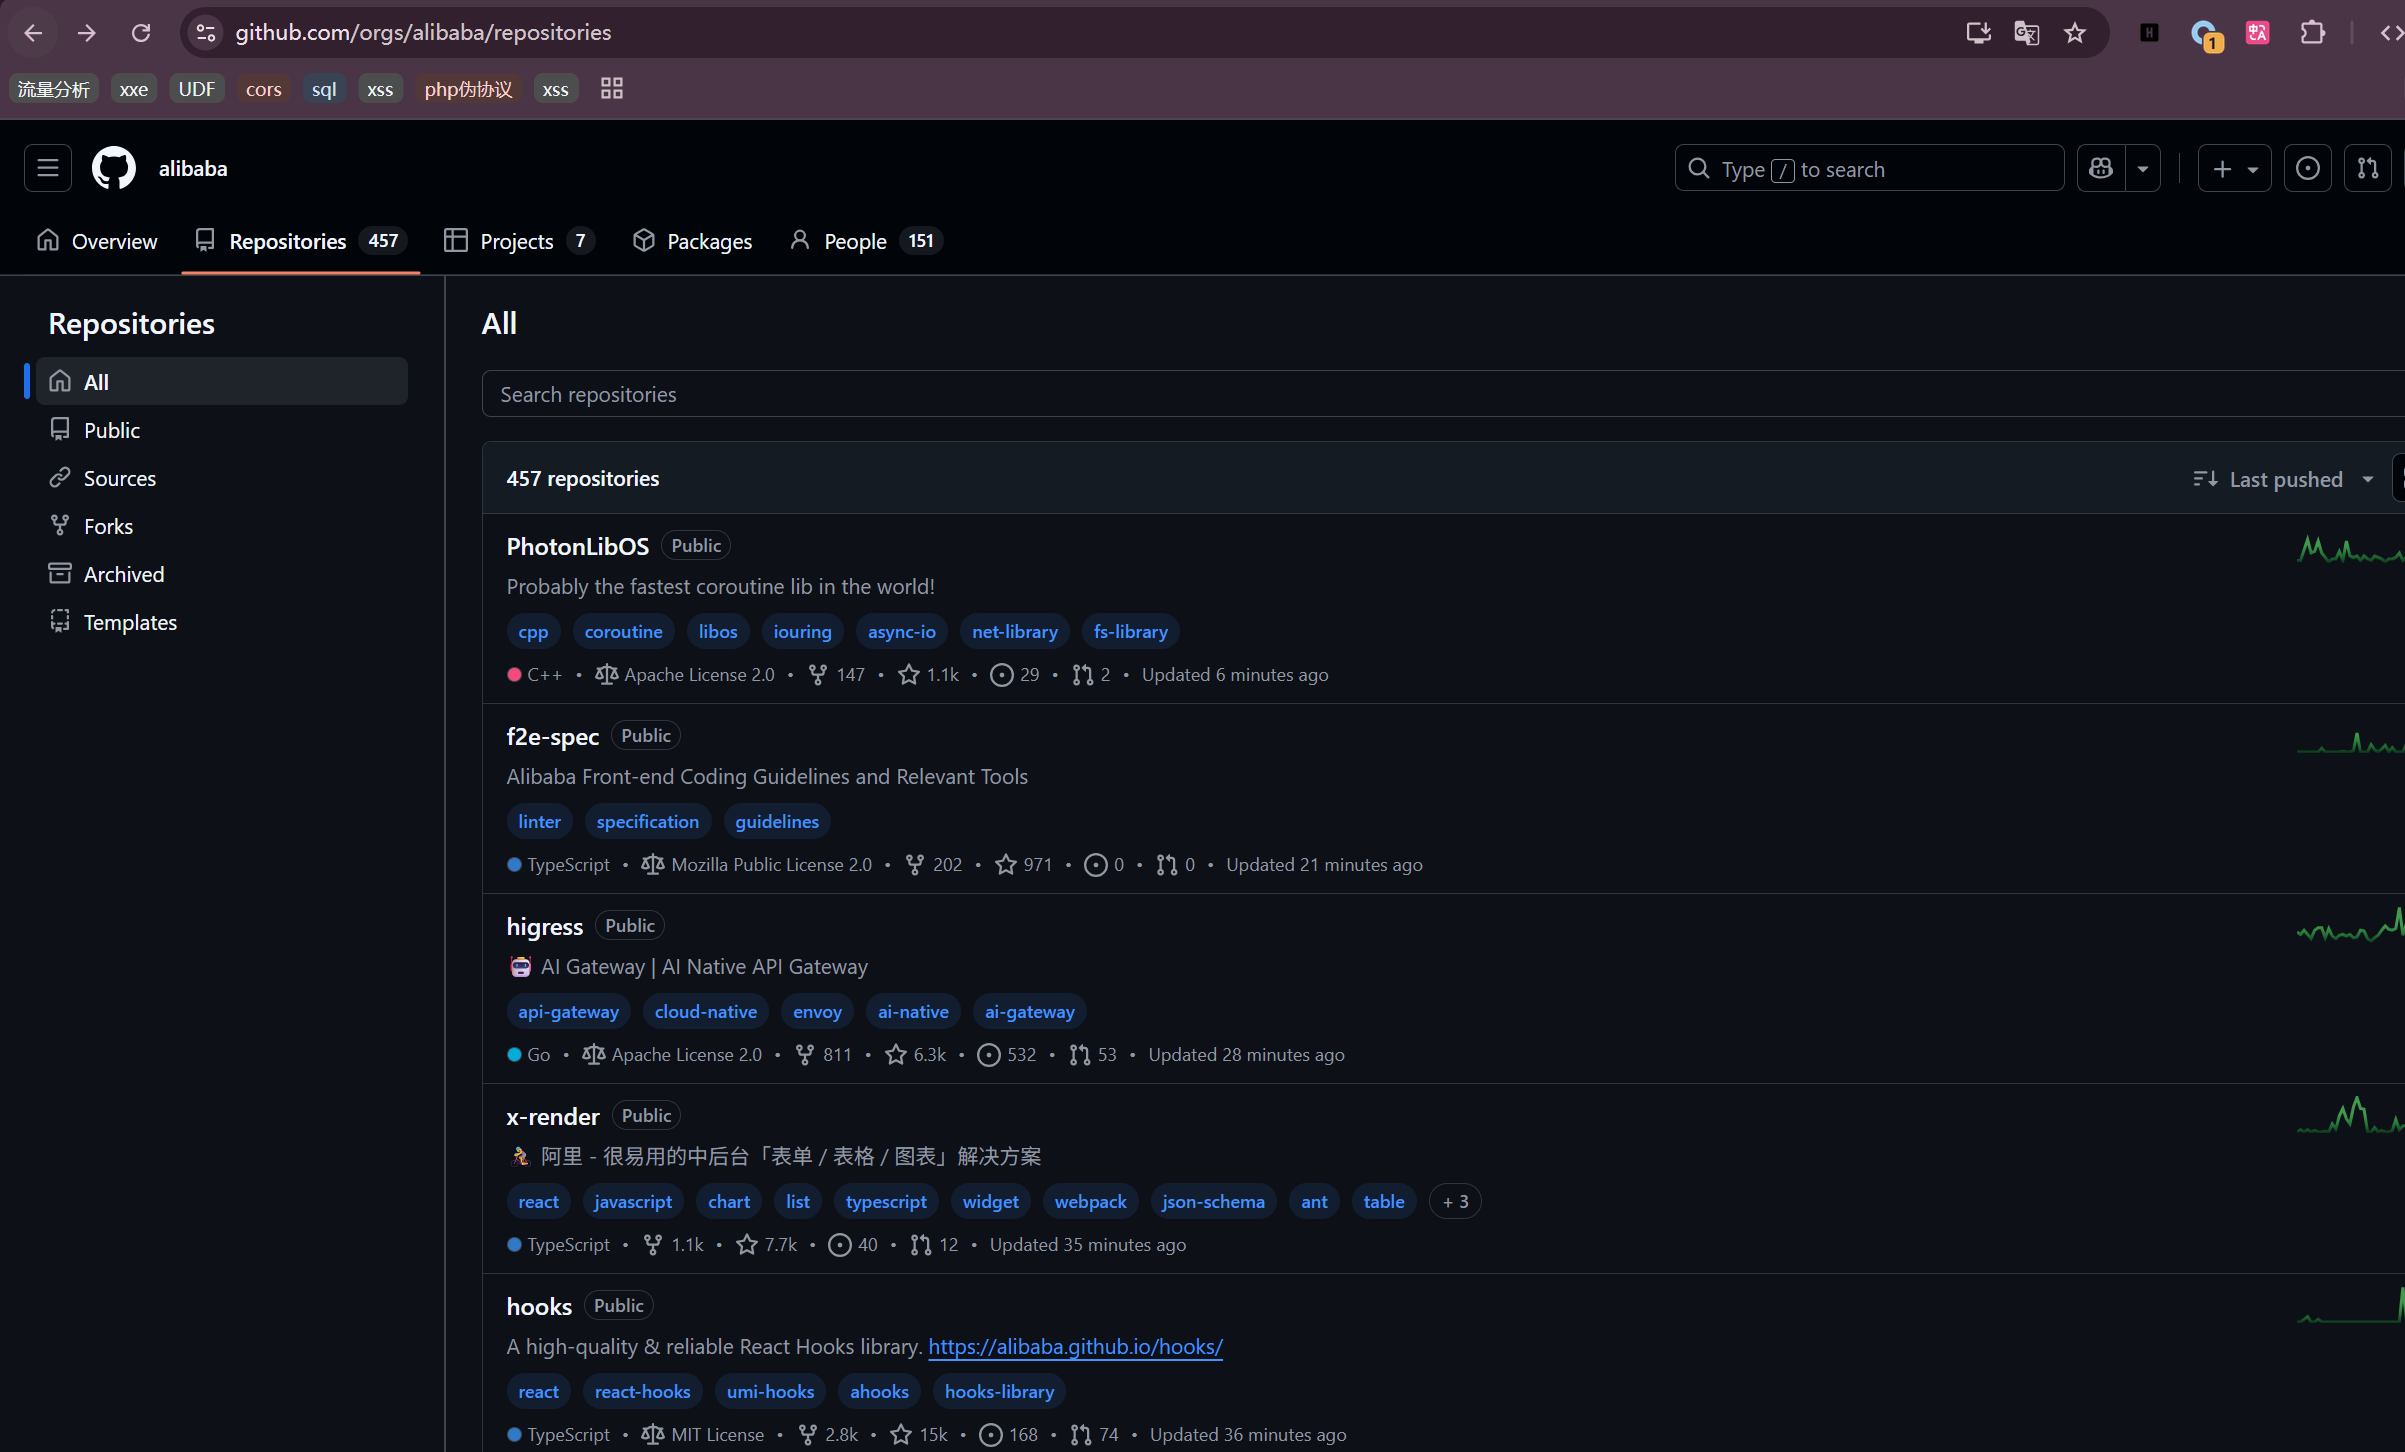 github.com/orgs/alibaba/repositories
1
流量分析 xxe UDF cors sql xss php伪协议 xss
alibaba
Type / to search
Overview Repositories 457 Projects 7 Packages People 151
Repositories
All
Public
Sources
Forks
Archived
Templates
All
Search repositories
457 repositories Last pushed
PhotonLibOS Public
Probably the fastest coroutine lib in the world!
cpp coroutine libos iouring async-io net-library fs-library
C++ • Apache License 2.0 • 147 • 1.1k • 29 • 2 • Updated 6 minutes ago
f2e-spec Public
Alibaba Front-end Coding Guidelines and Relevant Tools
linter specification guidelines
TypeScript • Mozilla Public License 2.0 • 202 • 971 • 0 • 0 • Updated 21 minutes ago
higress Public
🤖 AI Gateway | AI Native API Gateway
api-gateway cloud-native envoy ai-native ai-gateway
Go • Apache License 2.0 • 811 • 6.3k • 532 • 53 • Updated 28 minutes ago
x-render Public
🚴 阿里 - 很易用的中后台「表单 / 表格 / 图表」解决方案
react javascript chart list typescript widget webpack json-schema ant table + 3
TypeScript • 1.1k • 7.7k • 40 • 12 • Updated 35 minutes ago
hooks Public
A high-quality & reliable React Hooks library. https://alibaba.github.io/hooks/
react react-hooks umi-hooks ahooks hooks-library
TypeScript • MIT License • 2.8k • 15k • 168 • 74 • Updated 36 minutes ago